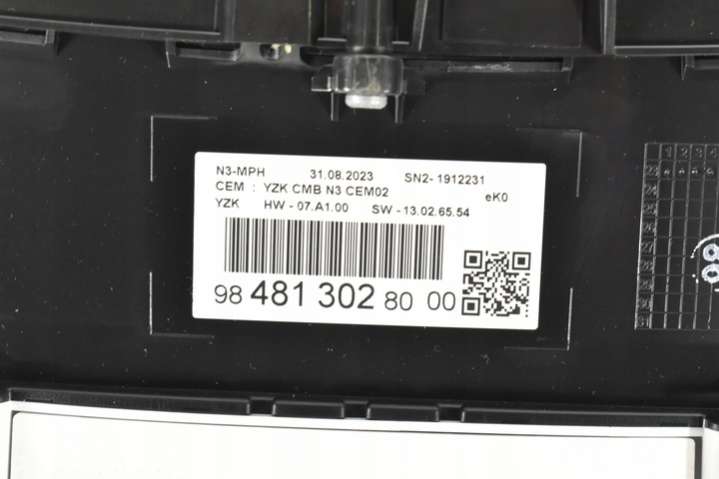 N3-MPH 31.08.2023 SN2- 1912231
CEM : YZK CMB N3 CEM02
eK0
YZK HW - 07.A1.00 SW - 13.02.65.54
98 481 302 80 00